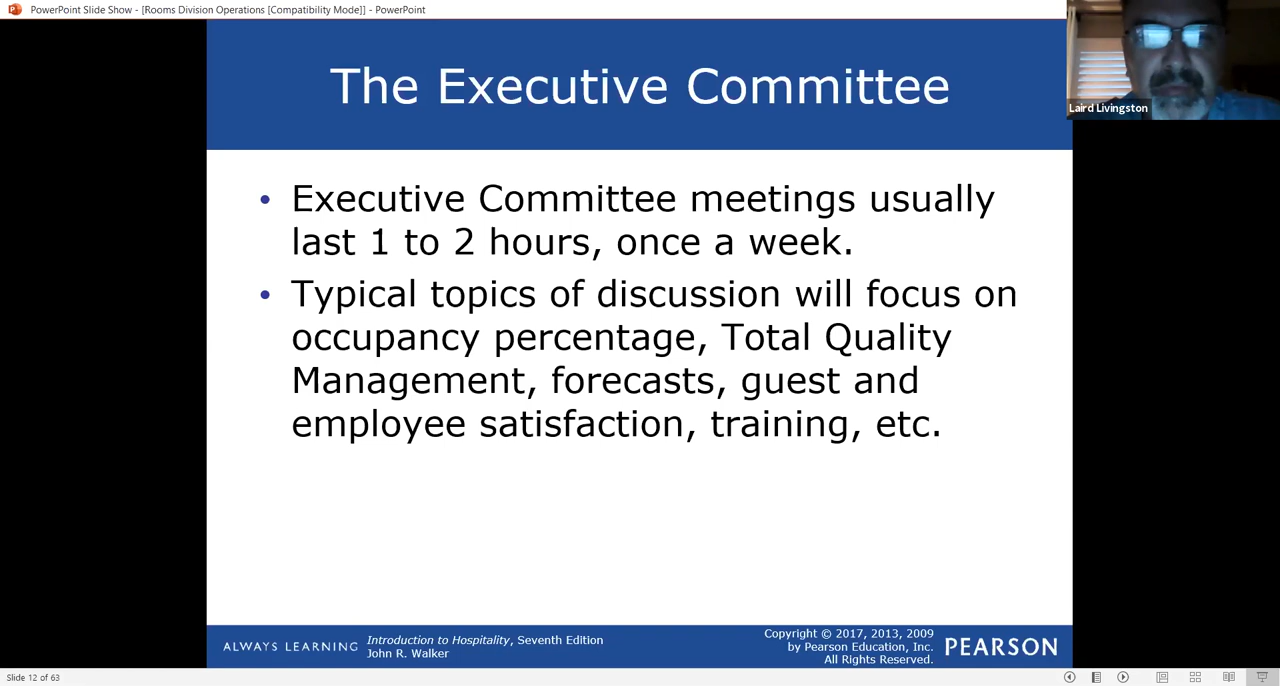 PowerPoint Slide Show - [Rooms Division Operations [Compatibility Mode]] - PowerPoint
Laird Livingston
The Executive Committee
• Executive Committee meetings usually
last 1 to 2 hours, once a week.
• Typical topics of discussion will focus on
occupancy percentage, Total Quality
Management, forecasts, guest and
employee satisfaction, training, etc.
ALWAYS LEARNING
Introduction to Hospitality, Seventh Edition
John R. Walker
Copyright © 2017, 2013, 2009
by Pearson Education, Inc.
All Rights Reserved.
PEARSON
Slide 12 of 63